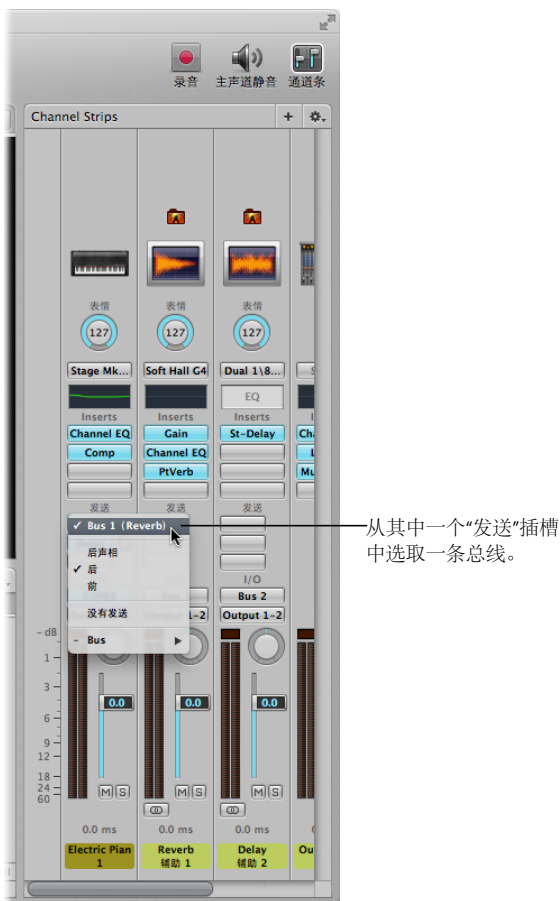 录音 主声道静音 通道条
Channel Strips
表情 表情 表情
127 127 127
Stage Mk... Soft Hall G4 Dual 1\8...
EQ
Inserts Inserts Inserts
Channel EQ Gain St-Delay
Comp Channel EQ
PtVerb
发送 发送 发送
✓ Bus 1 (Reverb)
从其中一个“发送”插槽
中选取一条总线。
后声相
✓ 后
前
I/O
没有发送
Bus 2
1-2 Output 1-2
- Bus
- dB
1
3
0.0 0.0 0.0
6
9
12
18
24
60
M S M S M S
0.0 ms 0.0 ms 0.0 ms
Electric Pian Reverb Delay Ou
1 辅助 1 辅助 2